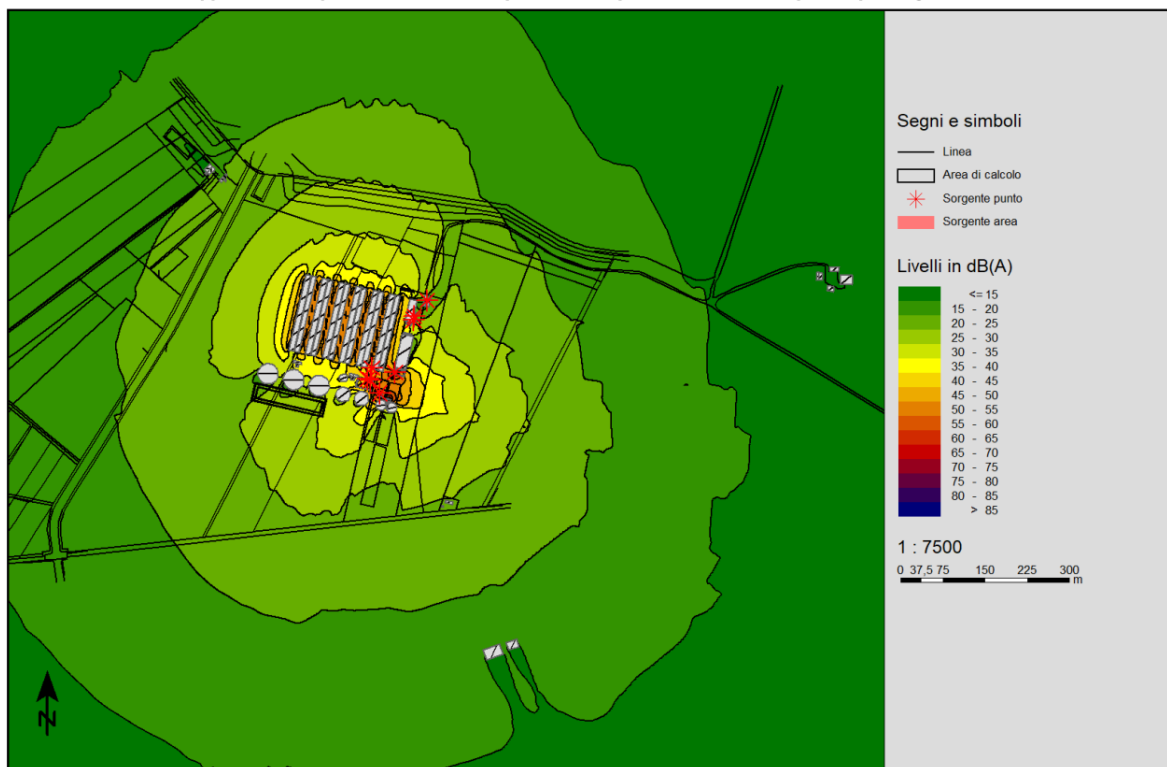 Segni e simboli
Linea
Area di calcolo
Sorgente punto
Sorgente area
Livelli in dB(A)
<= 15
15 - 20
20 - 25
25 - 30
30 - 35
35 - 40
40 - 45
45 - 50
50 - 55
55 - 60
60 - 65
65 - 70
70 - 75
75 - 80
80 - 85
> 85
1 : 7500
0 37,5 75 150 225 300
m
N